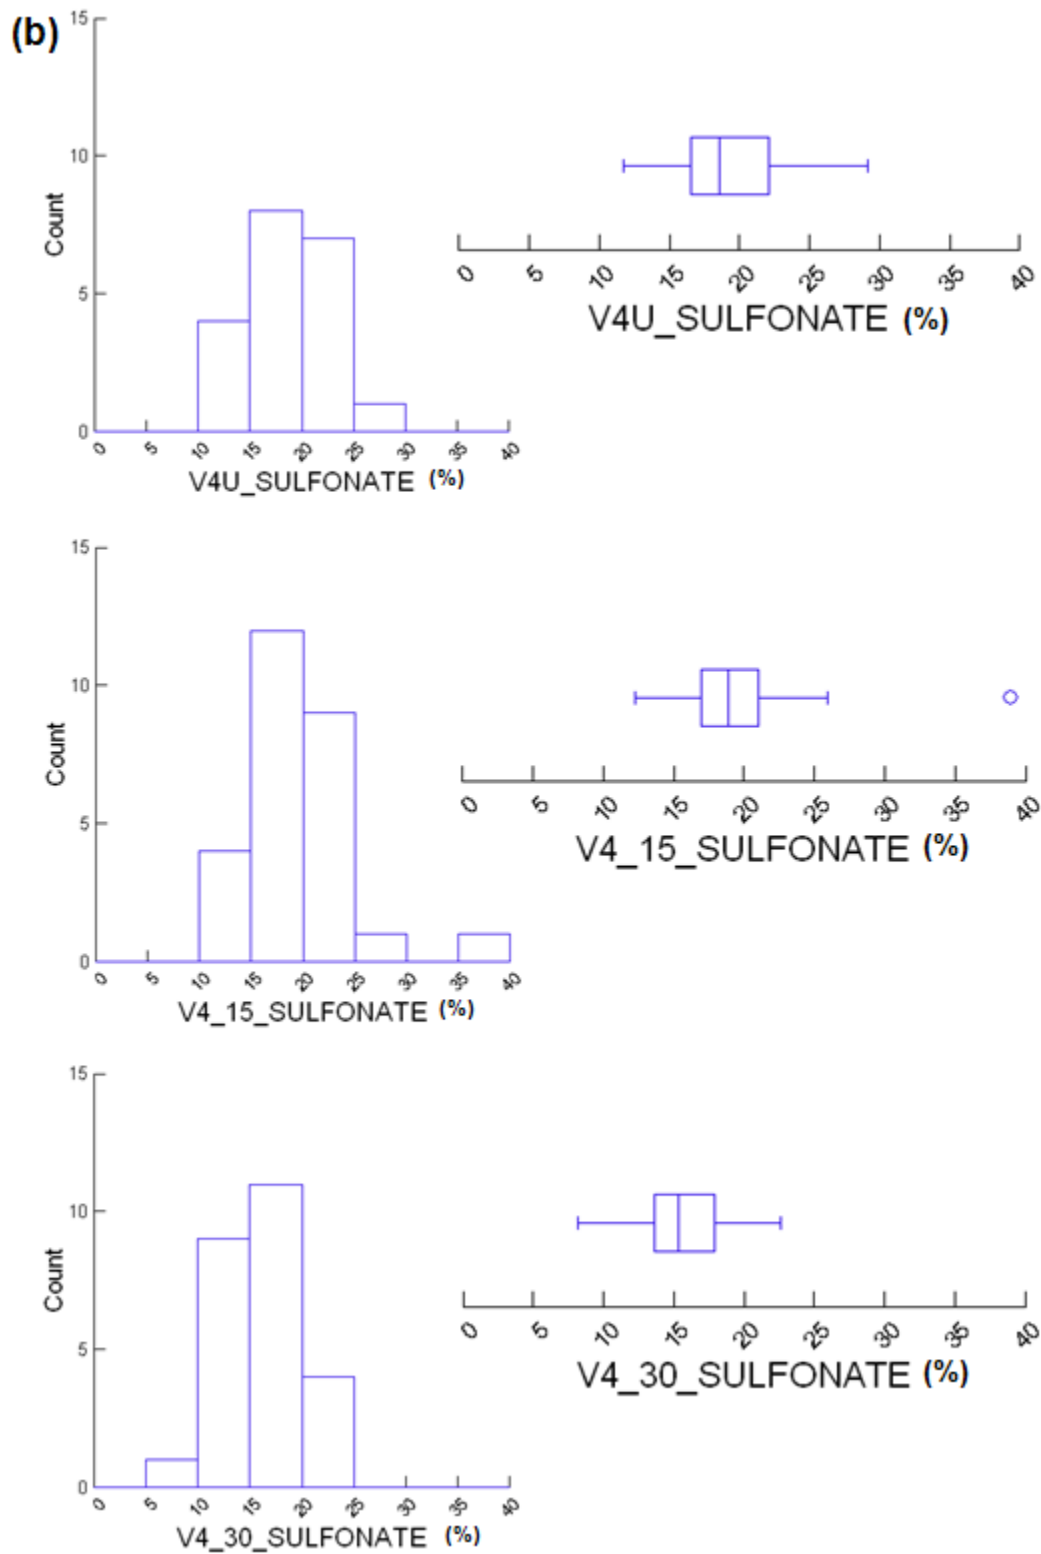 (b)
15
10
5
0
Count
0 5 10 15 20 25 30 35 40
V4U_SULFONATE (%)
0 5 10 15 20 25 30 35 40
V4U_SULFONATE (%)
15
10
5
0
Count
0 5 10 15 20 25 30 35 40
V4_15_SULFONATE (%)
0 5 10 15 20 25 30 35 40
V4_15_SULFONATE (%)
15
10
5
0
Count
0 5 10 15 20 25 30 35 40
V4_30_SULFONATE (%)
0 5 10 15 20 25 30 35 40
V4_30_SULFONATE (%)